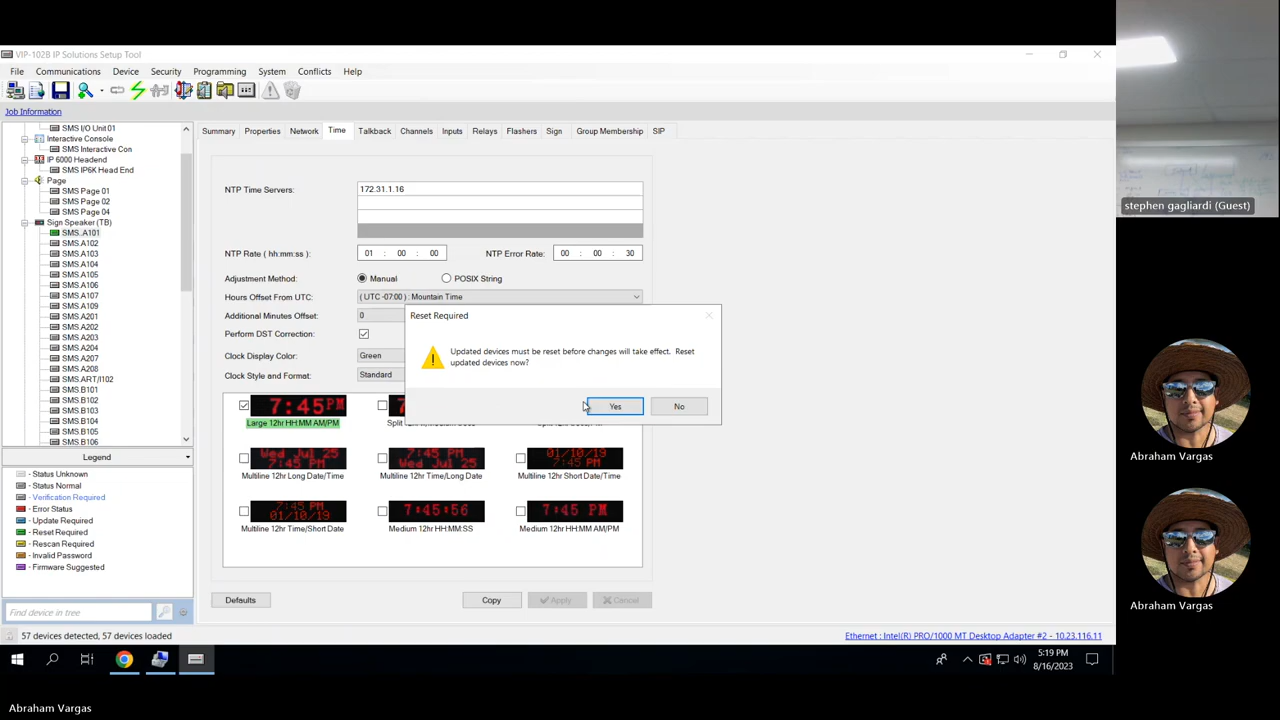 VIP-102B IP Solutions Setup Tool
File Communications Device Security Programming System Conflicts Help
Job Information
SMS I/O Unit 01
Interactive Console
SMS Interactive Con
IP 6000 Headend
SMS IP6K Head End
Page
SMS Page 01
SMS Page 02
SMS Page 04
Sign Speaker (TB)
SMS..A101
SMS.A102
SMS.A103
SMS.A104
SMS.A105
SMS.A106
SMS.A107
SMS.A109
SMS.A201
SMS.A202
SMS.A203
SMS.A204
SMS.A207
SMS.A208
SMS.ART/I102
SMS.B101
SMS.B102
SMS.B103
SMS.B104
SMS.B105
SMS.B106
Legend
- Status Unknown
- Status Normal
- Verification Required
- Error Status
- Update Required
- Reset Required
- Rescan Required
- Invalid Password
- Firmware Suggested
Find device in tree
57 devices detected, 57 devices loaded
Summary Properties Network Time Talkback Channels Inputs Relays Flashers Sign Group Membership SIP
NTP Time Servers: 172.31.1.16
NTP Rate ( hh:mm:ss ): 01 : 00 : 00 NTP Error Rate: 00 : 00 : 30
Adjustment Method: Manual POSIX String
Hours Offset From UTC: ( UTC -07:00 ) : Mountain Time
Additional Minutes Offset: 0
Perform DST Correction:
Clock Display Color: Green
Clock Style and Format: Standard
Reset Required
Updated devices must be reset before changes will take effect. Reset
updated devices now?
Yes No
7:45PM
Large 12hr HH:MM AM/PM
Wed Jul 25
7:45 PM
Multiline 12hr Long Date/Time
7:45 PM
Wed Jul 25
Multiline 12hr Time/Long Date
01/10/19
7:45 PM
Multiline 12hr Short Date/Time
7:45 PM
01/10/19
Multiline 12hr Time/Short Date
7:45:56
Medium 12hr HH:MM:SS
7:45 PM
Medium 12hr HH:MM AM/PM
Defaults Copy Apply Cancel
Ethernet : Intel(R) PRO/1000 MT Desktop Adapter #2 - 10.23.116.11
5:19 PM
8/16/2023
stephen gagliardi (Guest)
Abraham Vargas
Abraham Vargas
Abraham Vargas